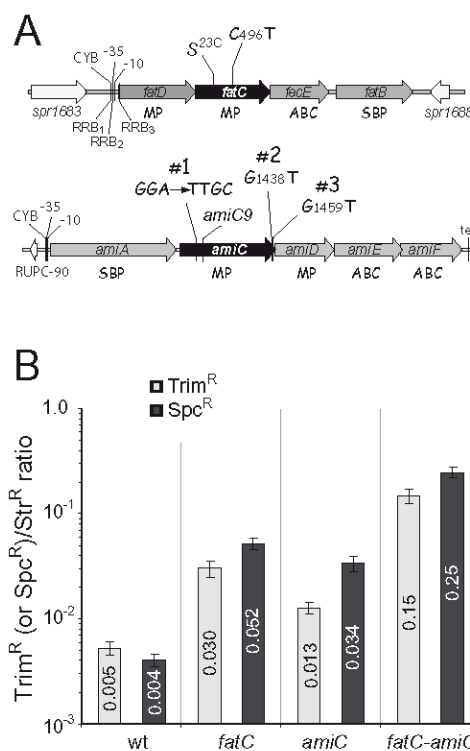 A
S23C
C496T
CYB -35 -10
fatD fatC fecE fatB
spr1683 MP MP ABC SBP spr1688
RRB1 RRB2 RRB3
#1 #2 #3
GGA→TTGC G1438T
G1459T
amiC9
CYB -35 -10
amiA amiC amiD amiE amiF
RUPC-90 SBP MP MP ABC ABC
B
TrimR
SpcR
TrimR (or SpcR)/StrR ratio
1.0
10-1
10-2
10-3
0.005 0.004 0.030 0.052 0.013 0.034 0.15 0.25
wt fatC amiC fatC-amiC